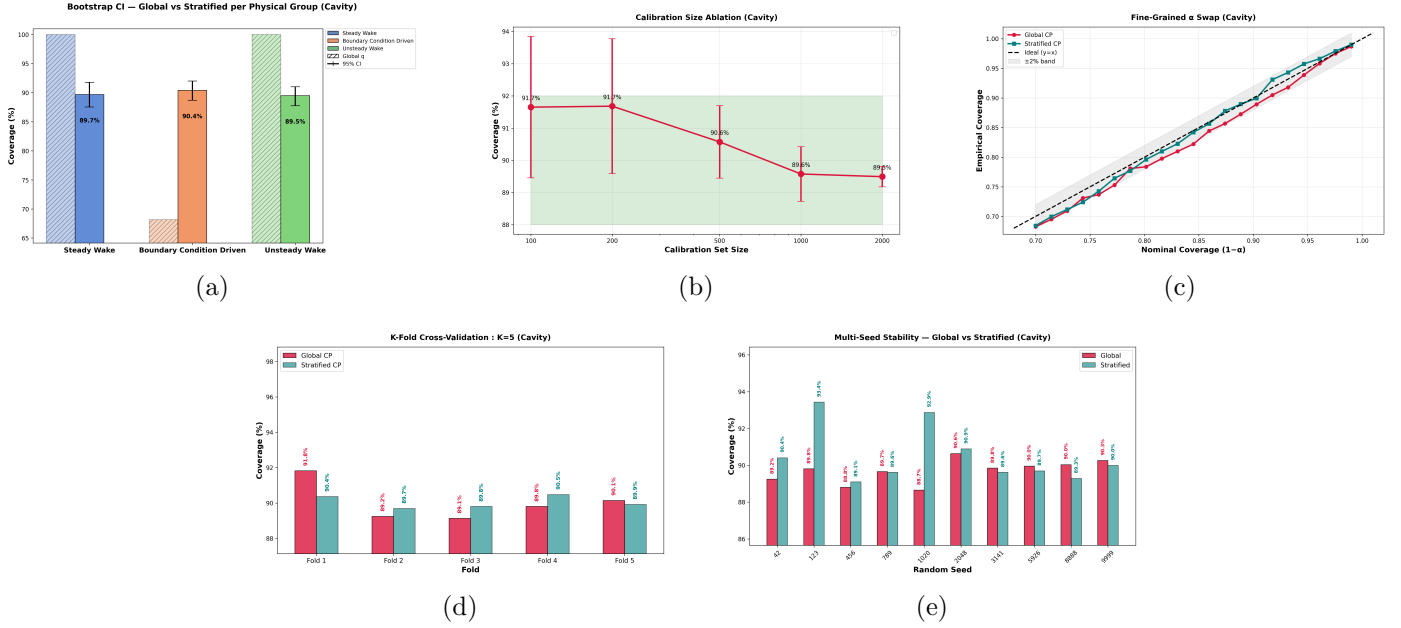 Bootstrap CI — Global vs Stratified per Physical Group (Cavity)
Coverage (%)
100
95
90
85
80
75
70
65
89.7%
90.4%
89.5%
Steady Wake
Boundary Condition Driven
Unsteady Wake
Global q
95% CI
Steady Wake
Boundary Condition Driven
Unsteady Wake
(a)
Calibration Size Ablation (Cavity)
Coverage (%)
94
93
92
91
90
89
88
91.7%
91.7%
90.6%
89.6%
100
200
500
1000
2000
Calibration Set Size
(b)
Fine-Grained α Swap (Cavity)
Global CP
Stratified CP
Ideal (y=x)
±2% band
Empirical Coverage
1.00
0.95
0.90
0.85
0.80
0.75
0.70
0.70
0.75
0.80
0.85
0.90
0.95
1.00
Nominal Coverage (1−α)
(c)
K-Fold Cross-Validation : K=5 (Cavity)
Global CP
Stratified CP
Coverage (%)
98
96
94
92
90
88
91.8%
90.4%
89.2%
89.7%
89.1%
89.8%
89.8%
90.5%
90.1%
89.9%
Fold 1
Fold 2
Fold 3
Fold 4
Fold 5
Fold
(d)
Multi-Seed Stability — Global vs Stratified (Cavity)
Global
Stratified
Coverage (%)
96
94
92
90
88
86
89.2%
90.4%
89.8%
93.4%
88.8%
89.1%
89.7%
89.6%
88.7%
92.9%
90.6%
90.9%
89.8%
89.6%
90.0%
89.7%
90.0%
89.3%
90.3%
90.0%
42
123
456
789
1020
2048
3141
5926
8888
9999
Random Seed
(e)